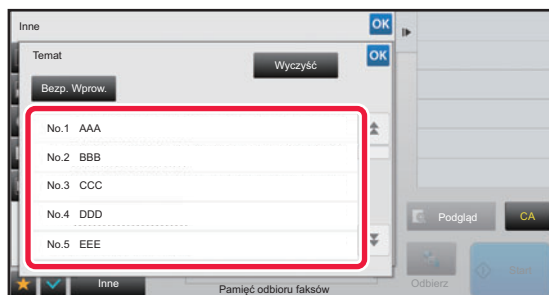 Inne
OK
Temat
Wyczyść
OK
Bezp. Wprow.
No.1 AAA
No.2 BBB
No.3 CCC
No.4 DDD
No.5 EEE
Podgląd
CA
Inne
Pamięć odbioru faksów
Odbierz
Start